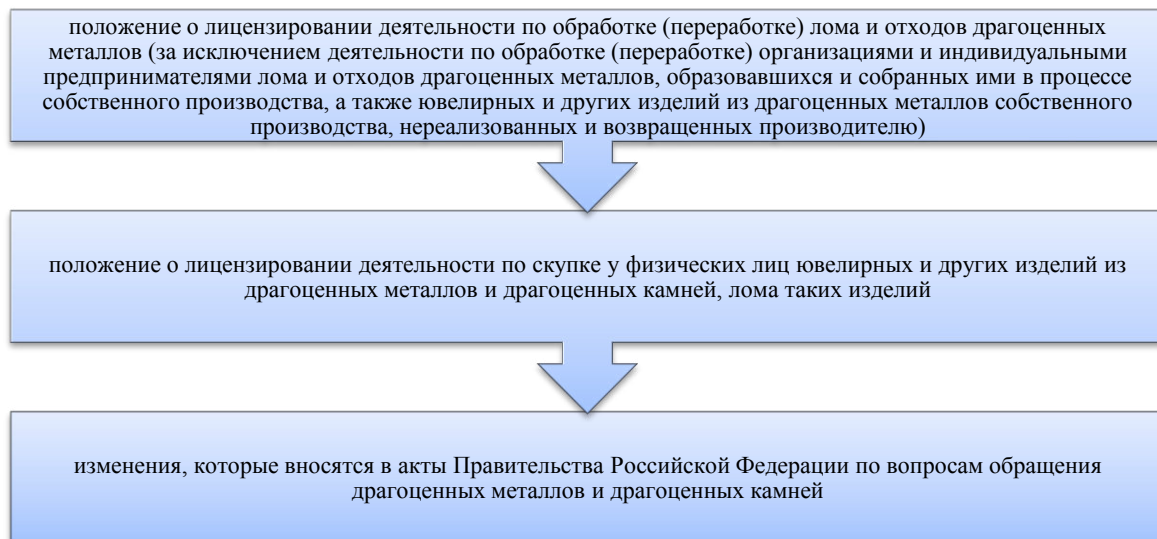 положение о лицензировании деятельности по обработке (переработке) лома и отходов драгоценных
металлов (за исключением деятельности по обработке (переработке) организациями и индивидуальными
предпринимателями лома и отходов драгоценных металлов, образовавшихся и собранных ими в процессе
собственного производства, а также ювелирных и других изделий из драгоценных металлов собственного
производства, нереализованных и возвращенных производителю)
положение о лицензировании деятельности по скупке у физических лиц ювелирных и других изделий из
драгоценных металлов и драгоценных камней, лома таких изделий
изменения, которые вносятся в акты Правительства Российской Федерации по вопросам обращения
драгоценных металлов и драгоценных камней